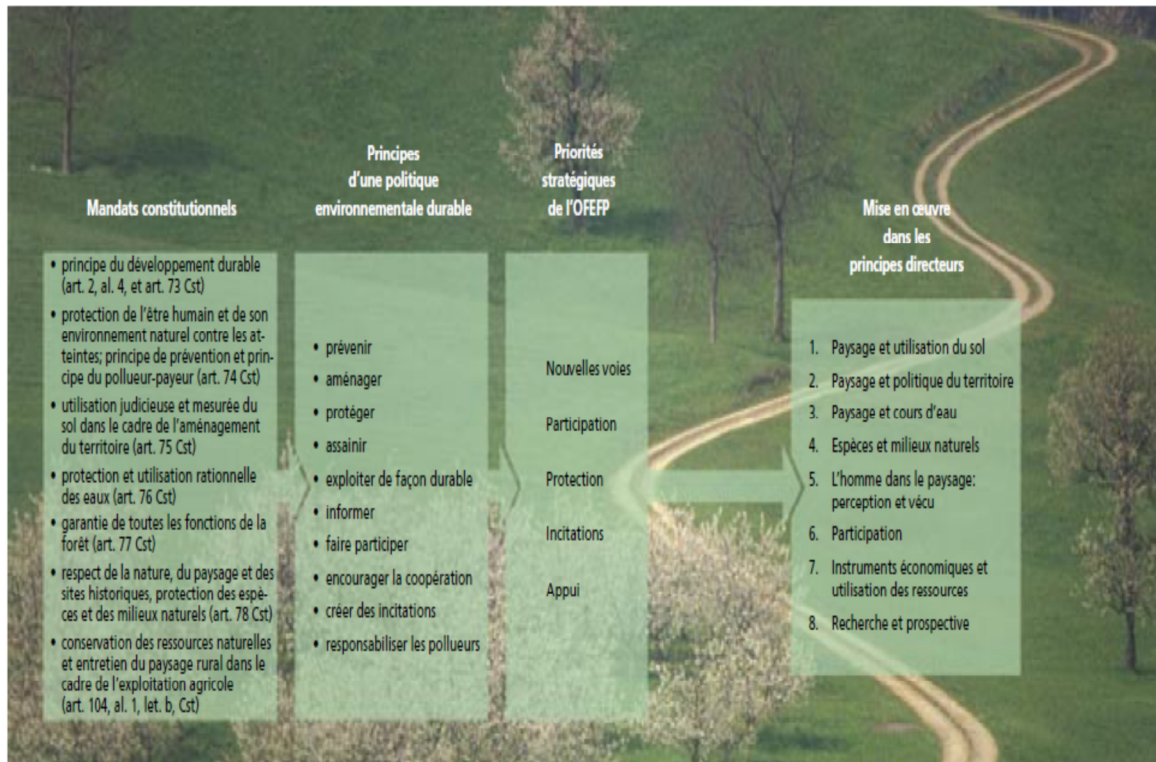 Mandats constitutionnels
• principe du développement durable
(art. 2, al. 4, et art. 73 Cst)
• protection de l'être humain et de son
environnement naturel contre les at-
teintes; principe de prévention et prin-
cipe du pollueur-payeur (art. 74 Cst)
• utilisation judicieuse et mesurée du
sol dans le cadre de l'aménagement
du territoire (art. 75 Cst)
• protection et utilisation rationnelle
des eaux (art. 76 Cst)
• garantie de toutes les fonctions de la
forêt (art. 77 Cst)
• respect de la nature, du paysage et des
sites historiques, protection des espè-
ces et des milieux naturels (art. 78 Cst)
• conservation des ressources naturelles
et entretien du paysage rural dans le
cadre de l'exploitation agricole
(art. 104, al. 1, let. b, Cst)
Principes
d'une politique
environnementale durable
• prévenir
• aménager
• protéger
• assainir
• exploiter de façon durable
• informer
• faire participer
• encourager la coopération
• créer des incitations
• responsabiliser les pollueurs
Priorités
stratégiques
de l'OFEFP
Nouvelles voies
Participation
Protection
Incitations
Appui
Mise en œuvre
dans les
principes directeurs
1. Paysage et utilisation du sol
2. Paysage et politique du territoire
3. Paysage et cours d'eau
4. Espèces et milieux naturels
5. L'homme dans le paysage:
perception et vécu
6. Participation
7. Instruments économiques et
utilisation des ressources
8. Recherche et prospective